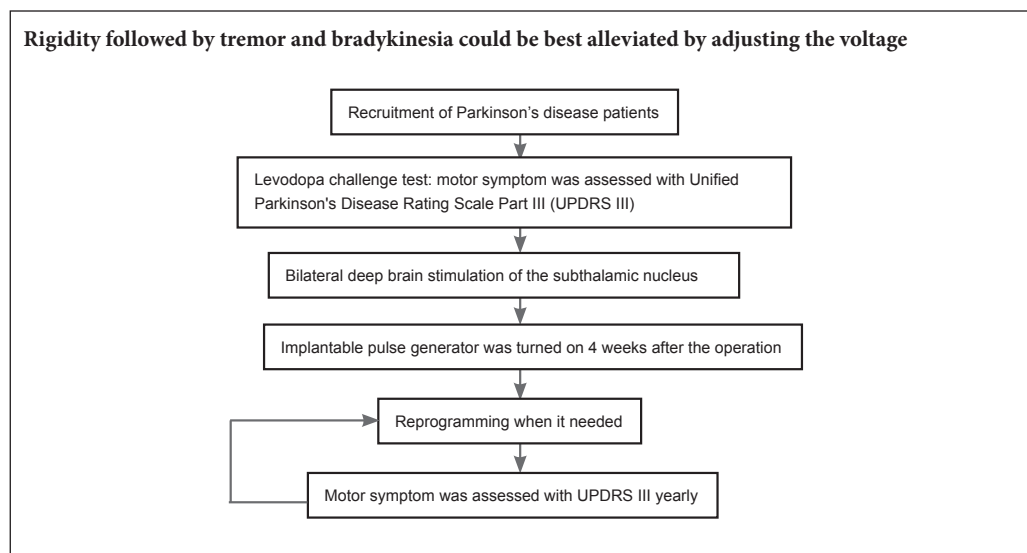 Rigidity followed by tremor and bradykinesia could be best alleviated by adjusting the voltage
Recruitment of Parkinson’s disease patients
Levodopa challenge test: motor symptom was assessed with Unified
Parkinson's Disease Rating Scale Part III (UPDRS III)
Bilateral deep brain stimulation of the subthalamic nucleus
Implantable pulse generator was turned on 4 weeks after the operation
Reprogramming when it needed
Motor symptom was assessed with UPDRS III yearly